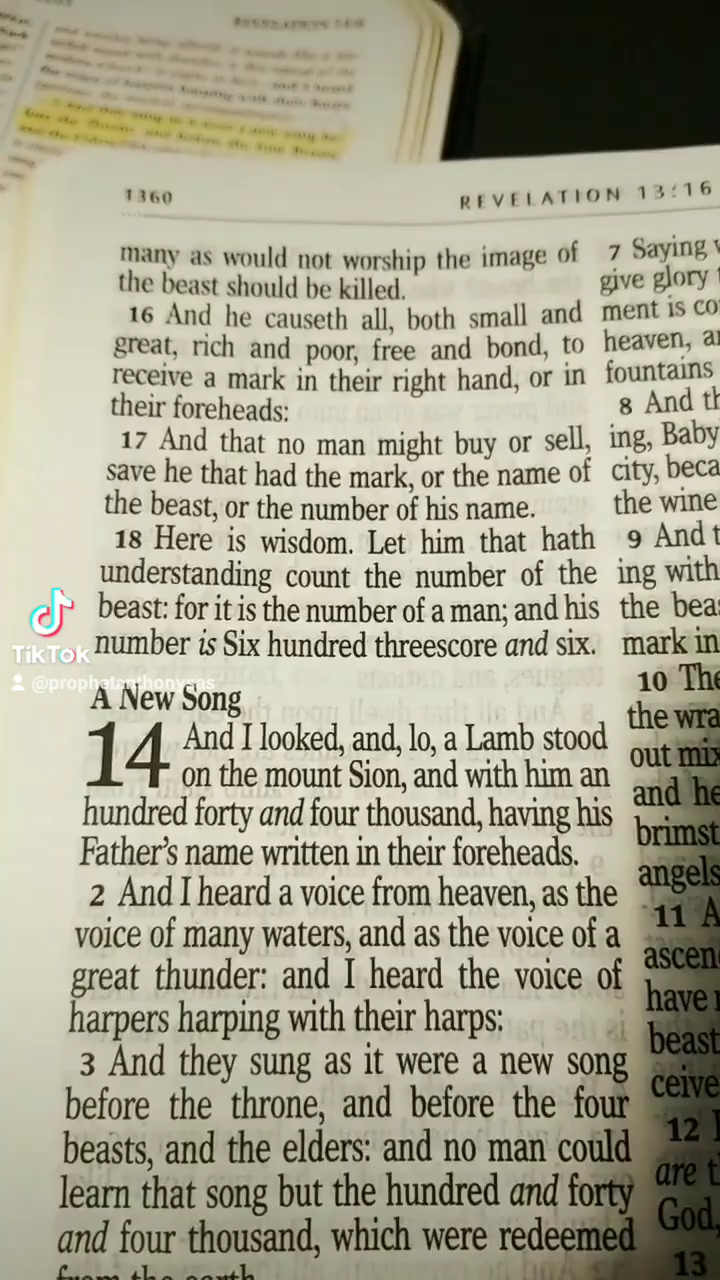 1360
REVELATION 13:16
many as would not worship the image of
the beast should be killed.
16 And he causeth all, both small and
great, rich and poor, free and bond, to
receive a mark in their right hand, or in
their foreheads:
17 And that no man might buy or sell,
save he that had the mark, or the name of
the beast, or the number of his name.
18 Here is wisdom. Let him that hath
understanding count the number of the
beast: for it is the number of a man; and his
number is Six hundred threescore and six.
A New Song
14 And I looked, and, lo, a Lamb stood
on the mount Sion, and with him an
hundred forty and four thousand, having his
Father's name written in their foreheads.
2 And I heard a voice from heaven, as the
voice of many waters, and as the voice of a
great thunder: and I heard the voice of
harpers harping with their harps:
3 And they sung as it were a new song
before the throne, and before the four
beasts, and the elders: and no man could
learn that song but the hundred and forty
and four thousand, which were redeemed
from the earth
7 Saying
give glory
ment is co
heaven, a
fountains
8 And th
ing, Baby
city, beca
the wine
9 And t
ing with
the bea
mark in
10 The
the wra
out mix
and he
brimst
angels
11 A
ascen
have
beast
ceive
12
are t
God,
13
TikTok
@prophetanthonysas